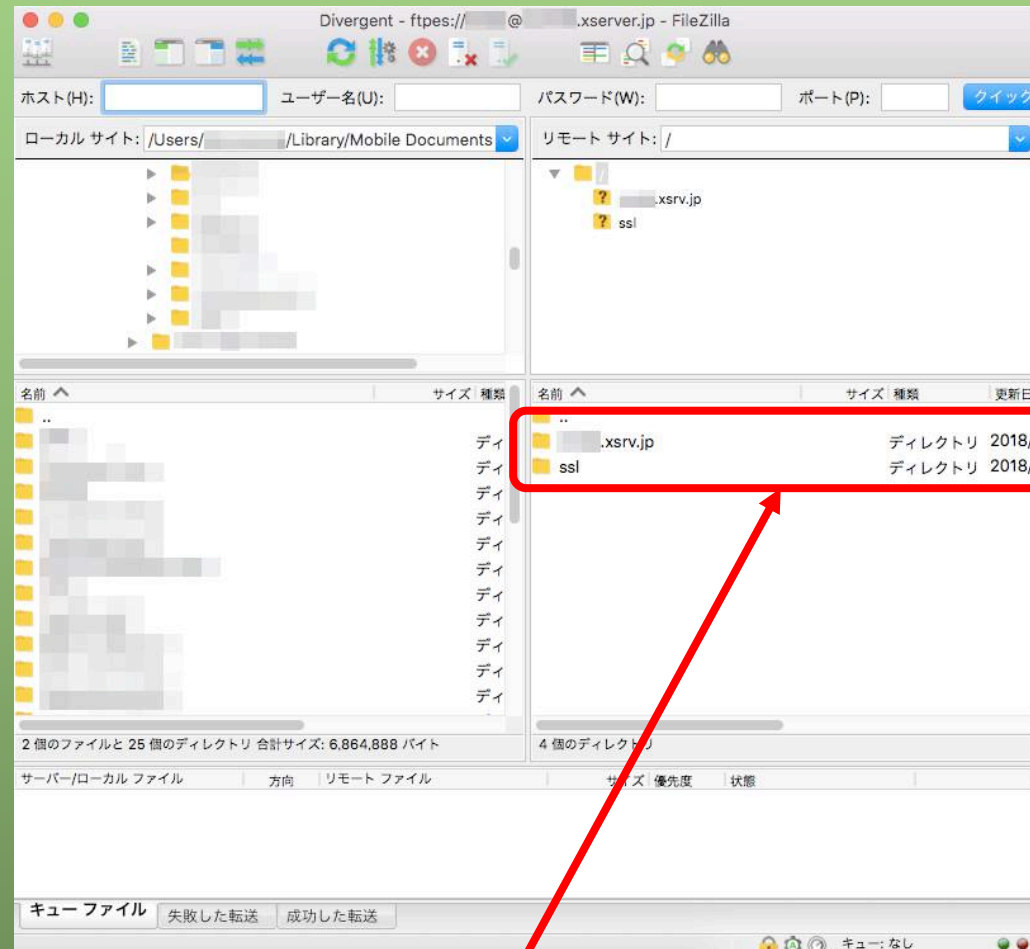 Divergent - ftpes:// @ .xserver.jp - FileZilla
ホスト(H): ユーザー名(U): パスワード(W): ポート(P): クイック
ローカル サイト: /Users/ /Library/Mobile Documents
リモート サイト: /
/
.xsrv.jp
ssl
名前 サイズ 種類
..
ディ
ディ
ディ
ディ
ディ
ディ
ディ
ディ
ディ
ディ
ディ
2 個のファイルと 25 個のディレクトリ 合計サイズ: 6,864,888 バイト
名前 サイズ 種類 更新日
..
.xsrv.jp ディレクトリ 2018/
ssl ディレクトリ 2018/
4 個のディレクトリ
サーバー/ローカル ファイル 方向 リモート ファイル サイズ 優先度 状態
キュー ファイル 失敗した転送 成功した転送
キュー: なし